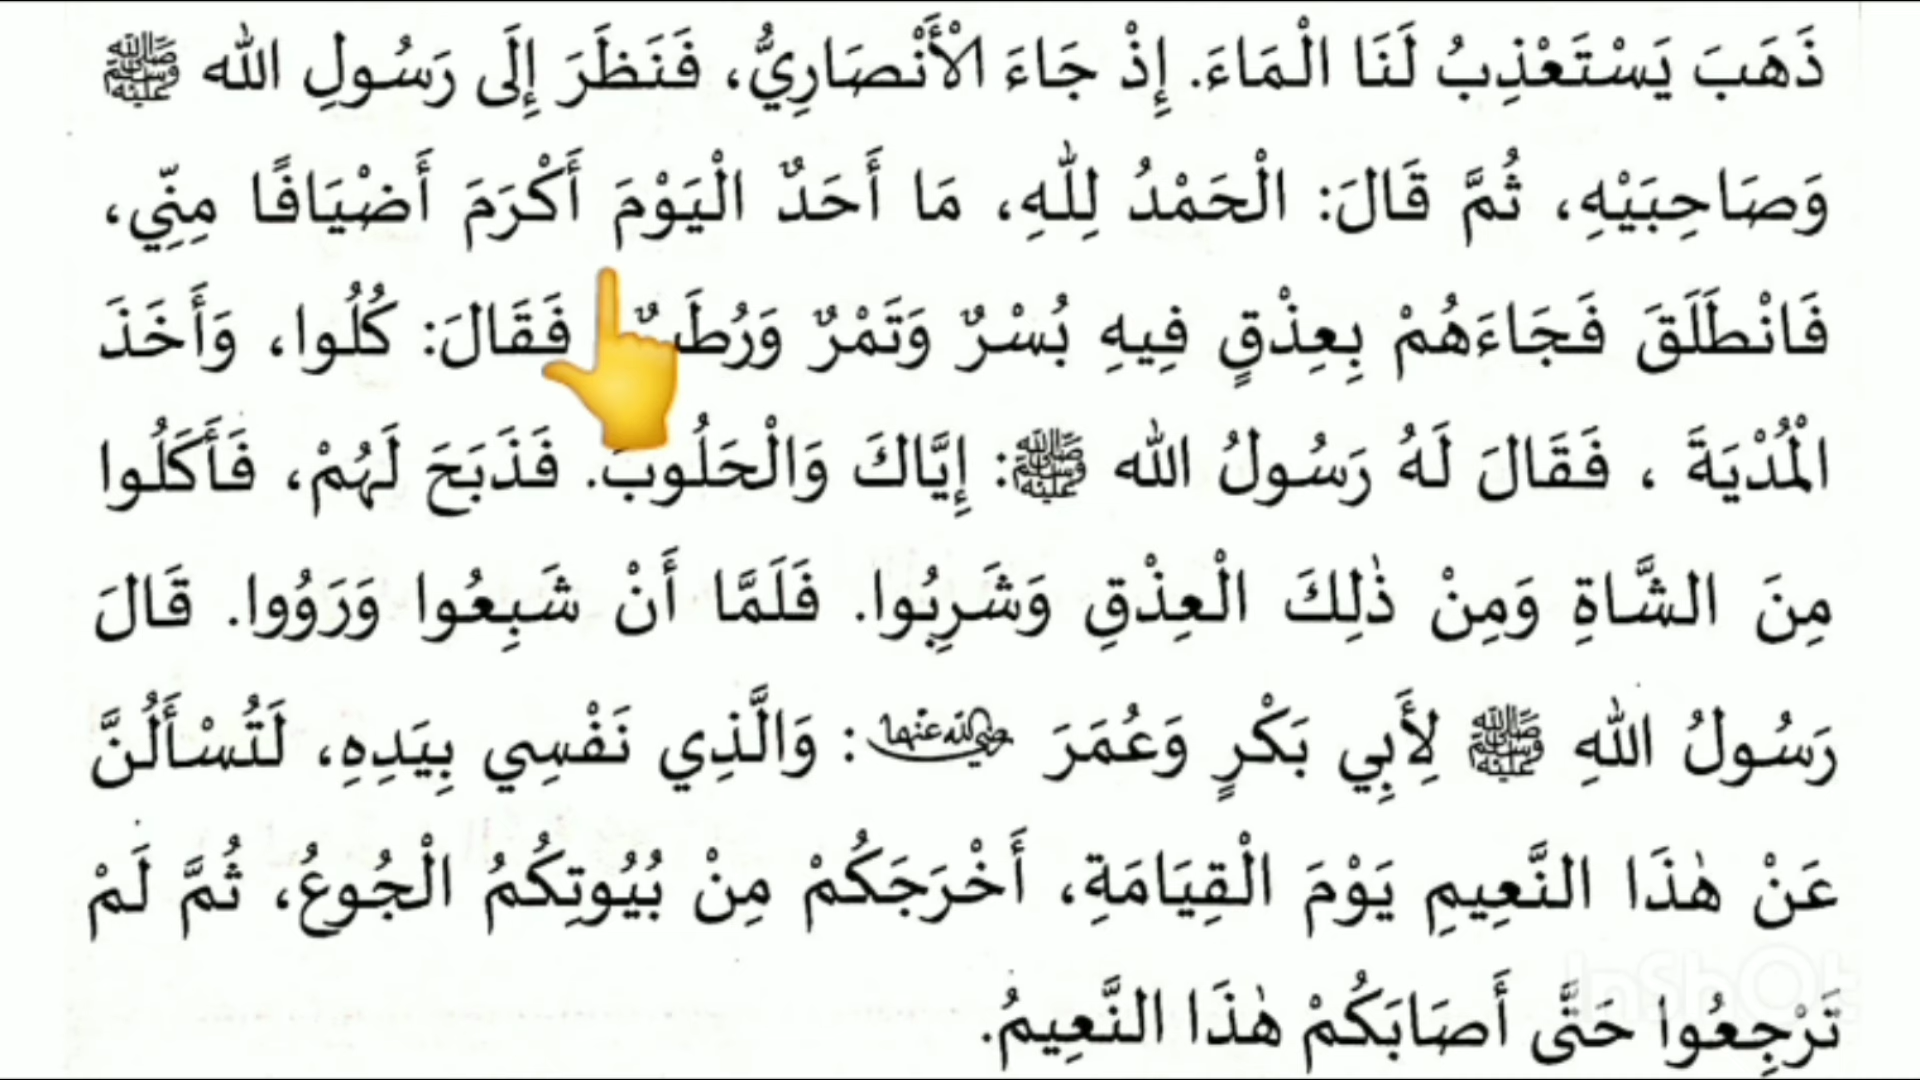 ذَهَبَ يَسْتَعْذِبُ لَنَا الْمَاءَ. إِذْ جَاءَ الْأَنْصَارِيُّ، فَنَظَرَ إِلَى رَسُولِ الله ﷺ
وَصَاحِبَيْهِ، ثُمَّ قَالَ: الْحَمْدُ لِلّٰهِ، مَا أَحَدٌ الْيَوْمَ أَكْرَمَ أَضْيَافًا مِنِّي،
فَانْطَلَقَ فَجَاءَهُمْ بِعِذْقٍ فِيهِ بُسْرٌ وَتَمْرٌ وَرُطَبٌ فَقَالَ: كُلُوا، وَأَخَذَ
الْمُدْيَةَ ، فَقَالَ لَهُ رَسُولُ الله ﷺ: إِيَّاكَ وَالْحَلُوبَ. فَذَبَحَ لَهُمْ، فَأَكَلُوا
مِنَ الشَّاةِ وَمِنْ ذٰلِكَ الْعِذْقِ وَشَرِبُوا. فَلَمَّا أَنْ شَبِعُوا وَرَوُوا. قَالَ
رَسُولُ اللهِ ﷺ لِأَبِي بَكْرٍ وَعُمَرَ رضي الله عنهما: وَالَّذِي نَفْسِي بِيَدِهِ، لَتُسْأَلُنَّ
عَنْ هٰذَا النَّعِيمِ يَوْمَ الْقِيَامَةِ، أَخْرَجَكُمْ مِنْ بُيُوتِكُمُ الْجُوعُ، ثُمَّ لَمْ
تَرْجِعُوا حَتَّى أَصَابَكُمْ هٰذَا النَّعِيمُ.
InShOt